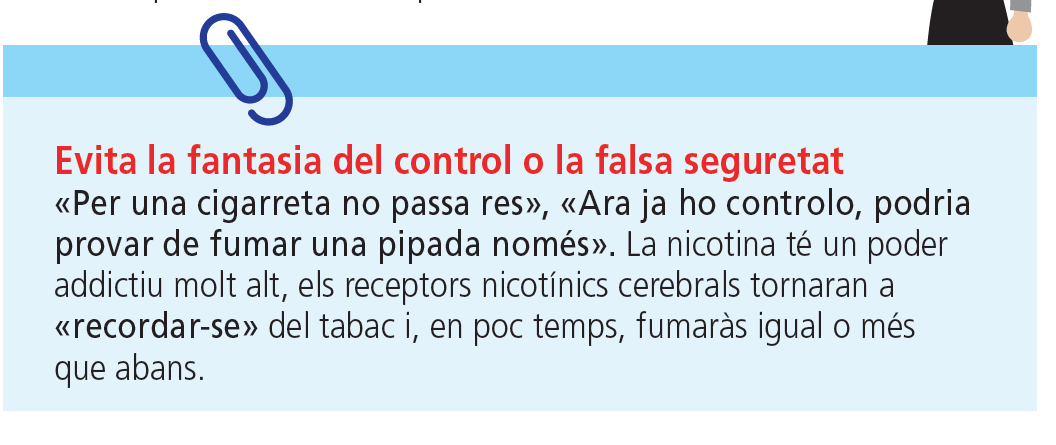 Evita la fantasia del control o la falsa seguretat
«Per una cigarreta no passa res», «Ara ja ho controlo, podria
provar de fumar una pipada només». La nicotina té un poder
addictiu molt alt, els receptors nicotínics cerebrals tornaran a
«recordar-se» del tabac i, en poc temps, fumaràs igual o més
que abans.